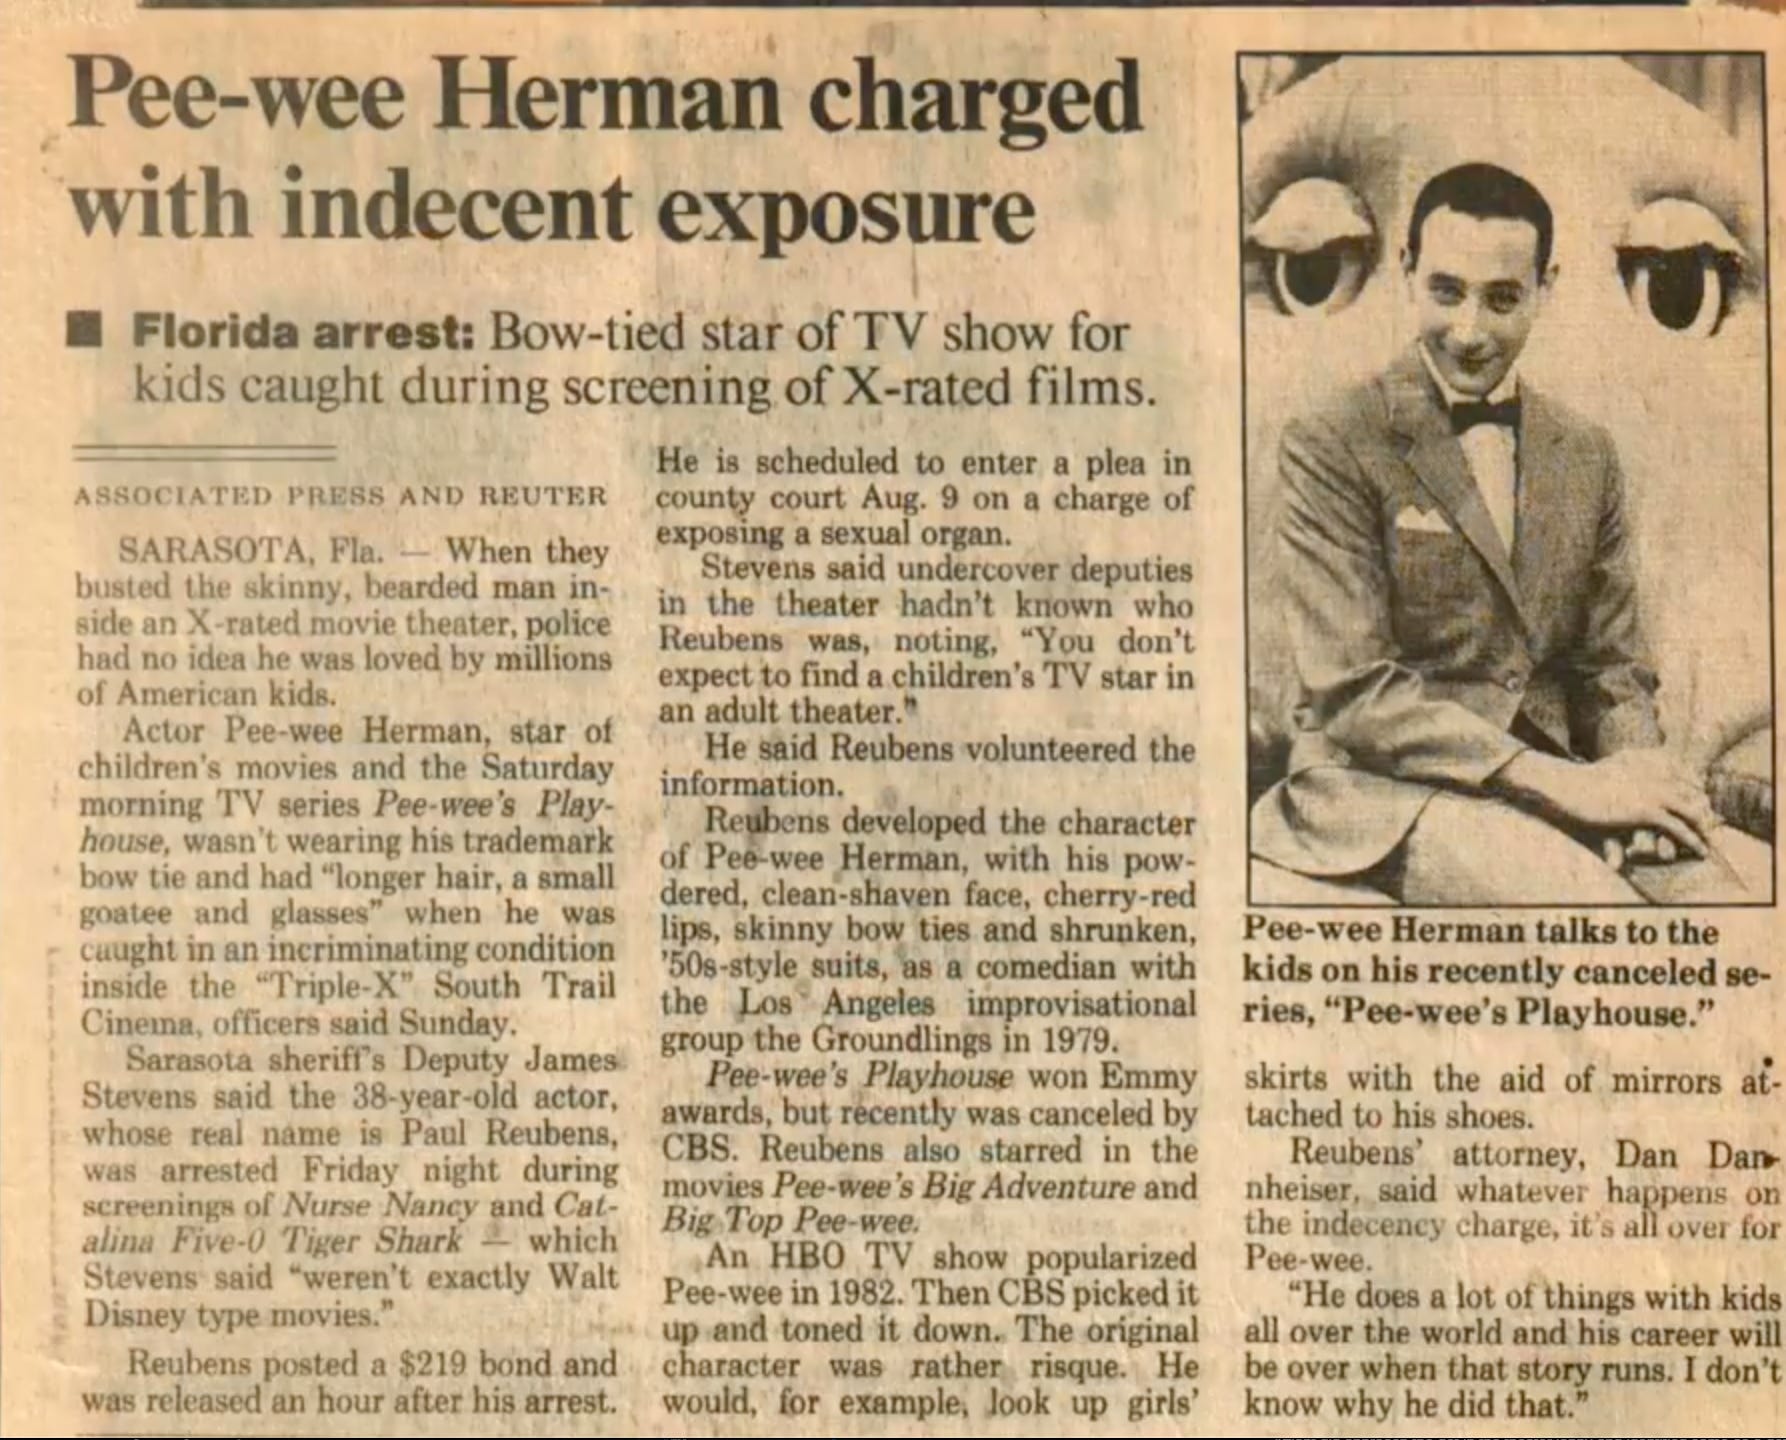 Pee-wee Herman charged
with indecent exposure
■ Florida arrest: Bow-tied star of TV show for
kids caught during screening of X-rated films.
ASSOCIATED PRESS AND REUTER
SARASOTA, Fla. — When they
busted the skinny, bearded man in-
side an X-rated movie theater, police
had no idea he was loved by millions
of American kids.
Actor Pee-wee Herman, star of
children's movies and the Saturday
morning TV series Pee-wee's Play-
house, wasn't wearing his trademark
bow tie and had "longer hair, a small
goatee and glasses" when he was
caught in an incriminating condition
inside the "Triple-X" South Trail
Cinema, officers said Sunday.
Sarasota sheriff's Deputy James
Stevens said the 38-year-old actor,
whose real name is Paul Reubens,
was arrested Friday night during
screenings of Nurse Nancy and Cat-
alina Five-0 Tiger Shark — which
Stevens said "weren't exactly Walt
Disney type movies."
Reubens posted a $219 bond and
was released an hour after his arrest.
He is scheduled to enter a plea in
county court Aug. 9 on a charge of
exposing a sexual organ.
Stevens said undercover deputies
in the theater hadn't known who
Reubens was, noting, "You don't
expect to find a children's TV star in
an adult theater."
He said Reubens volunteered the
information.
Reubens developed the character
of Pee-wee Herman, with his pow-
dered, clean-shaven face, cherry-red
lips, skinny bow ties and shrunken,
'50s-style suits, as a comedian with
the Los Angeles improvisational
group the Groundlings in 1979.
Pee-wee's Playhouse won Emmy
awards, but recently was canceled by
CBS. Reubens also starred in the
movies Pee-wee's Big Adventure and
Big Top Pee-wee.
An HBO TV show popularized
Pee-wee in 1982. Then CBS picked it
up and toned it down. The original
character was rather risque. He
would, for example, look up girls'
Pee-wee Herman talks to the
kids on his recently canceled se-
ries, "Pee-wee's Playhouse."
skirts with the aid of mirrors at-
tached to his shoes.
Reubens' attorney, Dan Dan-
nheiser, said whatever happens on
the indecency charge, it's all over for
Pee-wee.
"He does a lot of things with kids
all over the world and his career will
be over when that story runs. I don't
know why he did that."